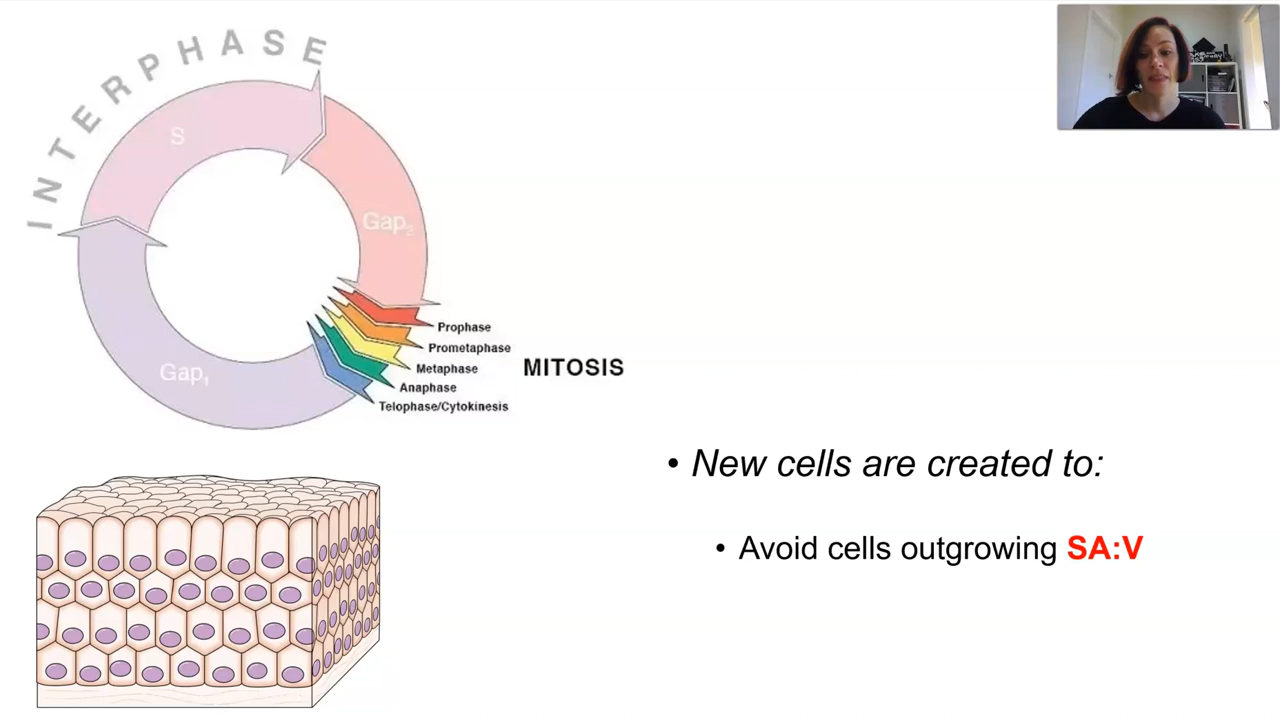 INTERPHASE
S
Gap₂
Gap₁
Prophase
Prometaphase
Metaphase
Anaphase
Telophase/Cytokinesis
MITOSIS
• New cells are created to:
• Avoid cells outgrowing SA:V